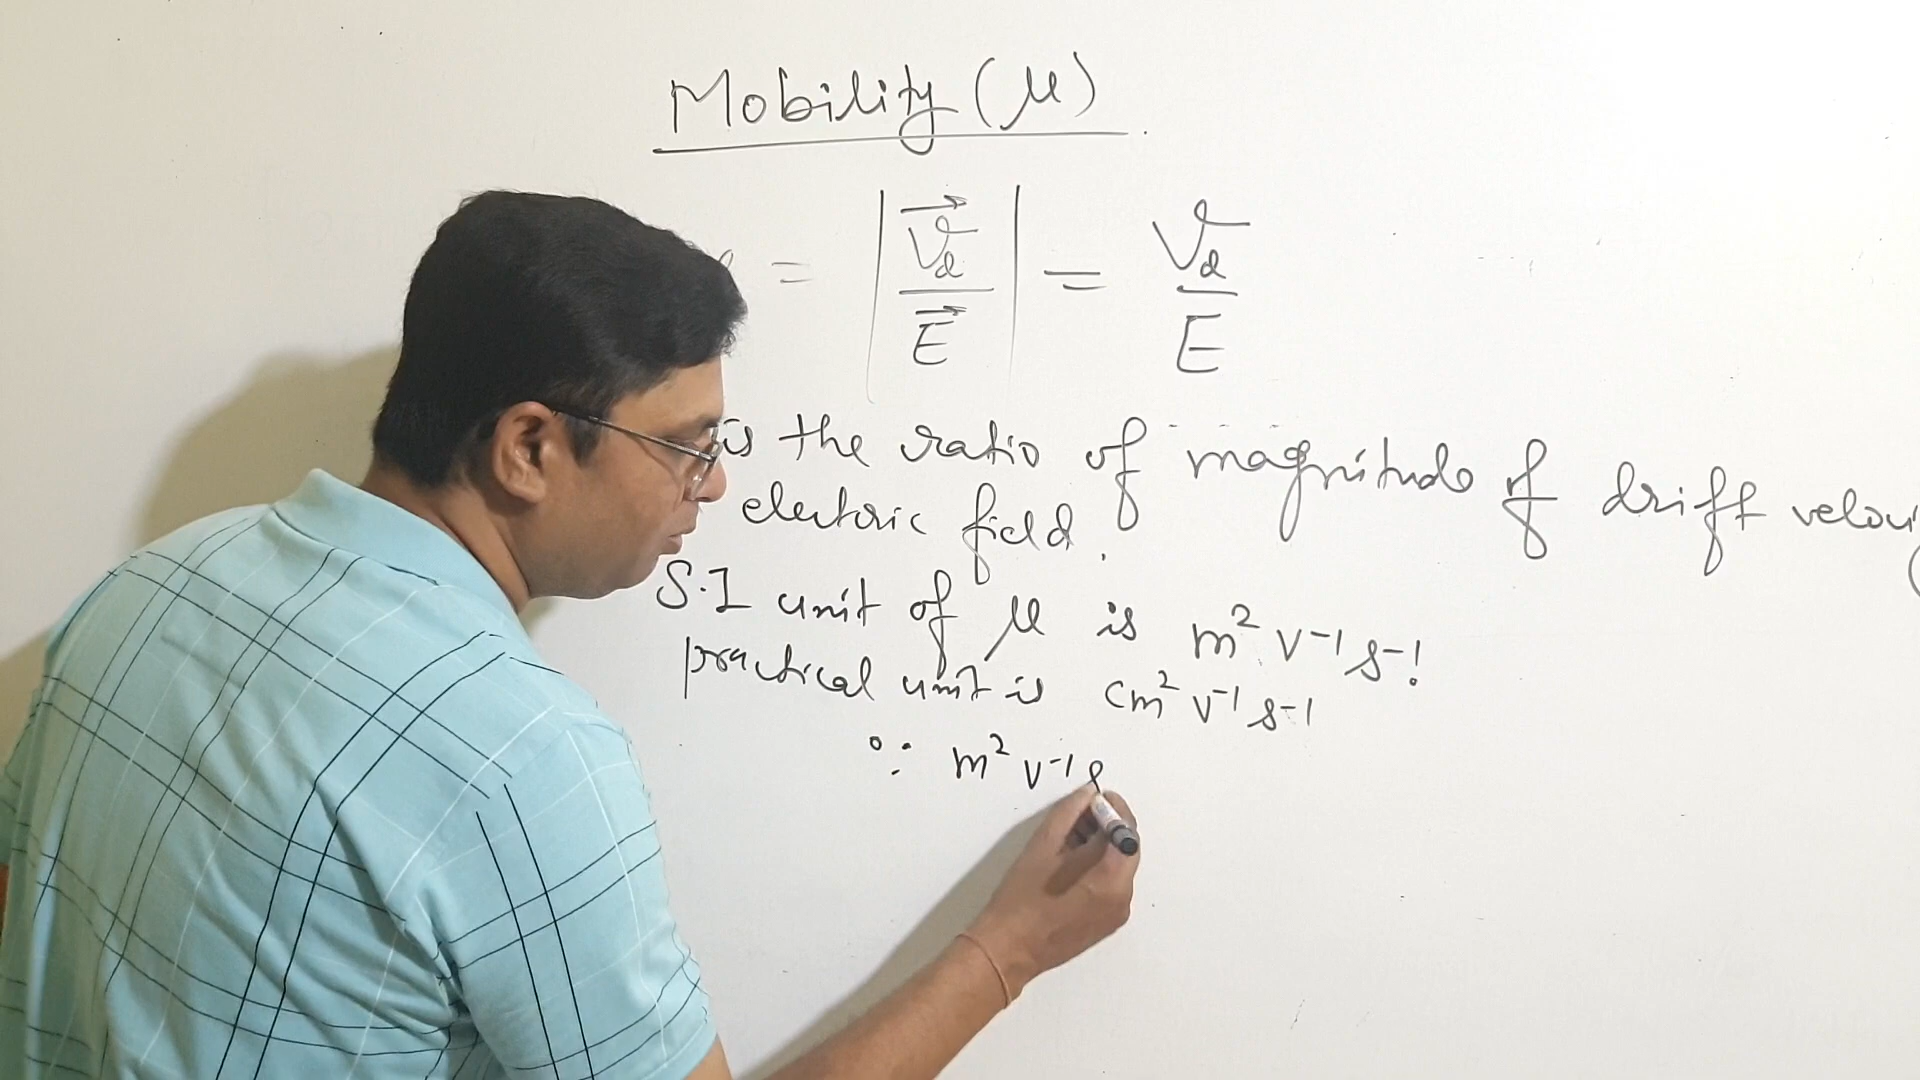 Mobility (μ)
= | v⃗d / E⃗ | = vd / E
is the ratio of magnitude of drift
electric field.
S.I unit of μ is m² V⁻¹ s⁻¹
practical unit is cm² V⁻¹ s⁻¹
∵ m² V⁻¹